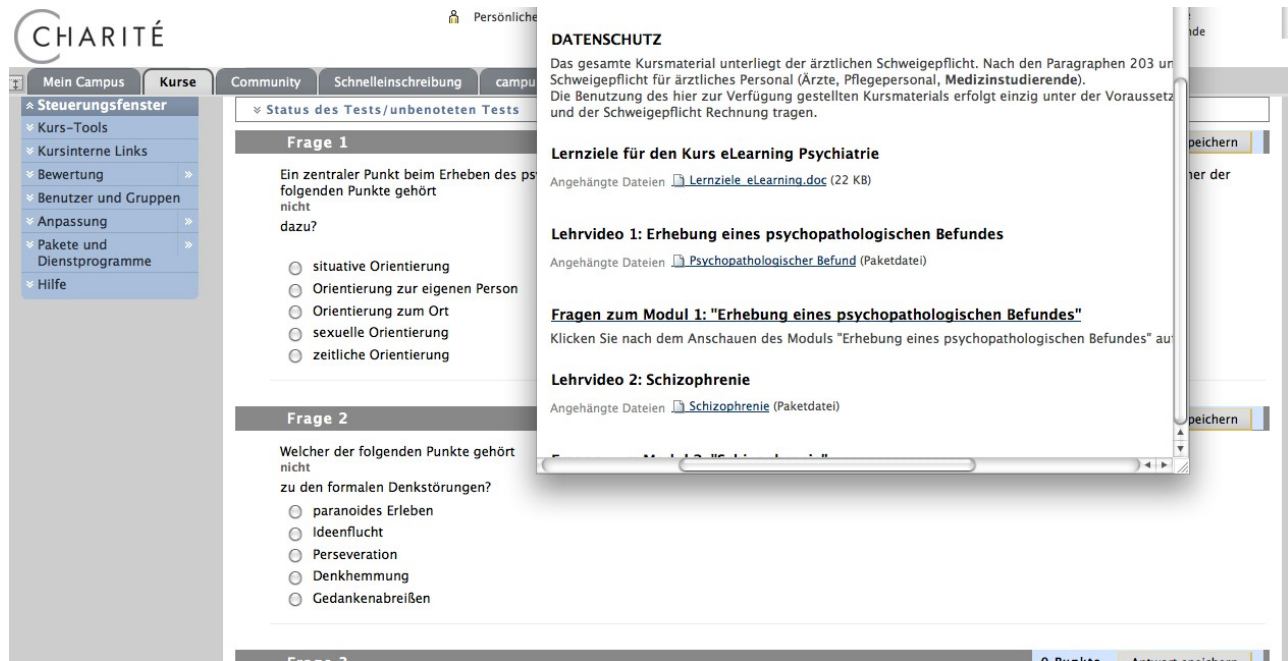 CHARITÉ
Persönliche
nde
Mein Campus
Kurse
Community
Schnelleinschreibung
campu
Steuerungsfenster
Kurs-Tools
Kursinterne Links
Bewertung
Benutzer und Gruppen
Anpassung
Pakete und
Dienstprogramme
Hilfe
Status des Tests/unbenoteten Tests
Frage 1
peichern
Ein zentraler Punkt beim Erheben des ps
her der
folgenden Punkte gehört
nicht
dazu?
situative Orientierung
Orientierung zur eigenen Person
Orientierung zum Ort
sexuelle Orientierung
zeitliche Orientierung
Frage 2
peichern
Welcher der folgenden Punkte gehört
nicht
zu den formalen Denkstörungen?
paranoides Erleben
Ideenflucht
Perseveration
Denkhemmung
Gedankenabreißen
DATENSCHUTZ
Das gesamte Kursmaterial unterliegt der ärztlichen Schweigepflicht. Nach den Paragraphen 203 un
Schweigepflicht für ärztliches Personal (Ärzte, Pflegepersonal, Medizinstudierende).
Die Benutzung des hier zur Verfügung gestellten Kursmaterials erfolgt einzig unter der Voraussetz
und der Schweigepflicht Rechnung tragen.
Lernziele für den Kurs eLearning Psychiatrie
Angehängte Dateien Lernziele_eLearning.doc (22 KB)
Lehrvideo 1: Erhebung eines psychopathologischen Befundes
Angehängte Dateien Psychopathologischer Befund (Paketdatei)
Fragen zum Modul 1: "Erhebung eines psychopathologischen Befundes"
Klicken Sie nach dem Anschauen des Moduls "Erhebung eines psychopathologischen Befundes" auf
Lehrvideo 2: Schizophrenie
Angehängte Dateien Schizophrenie (Paketdatei)